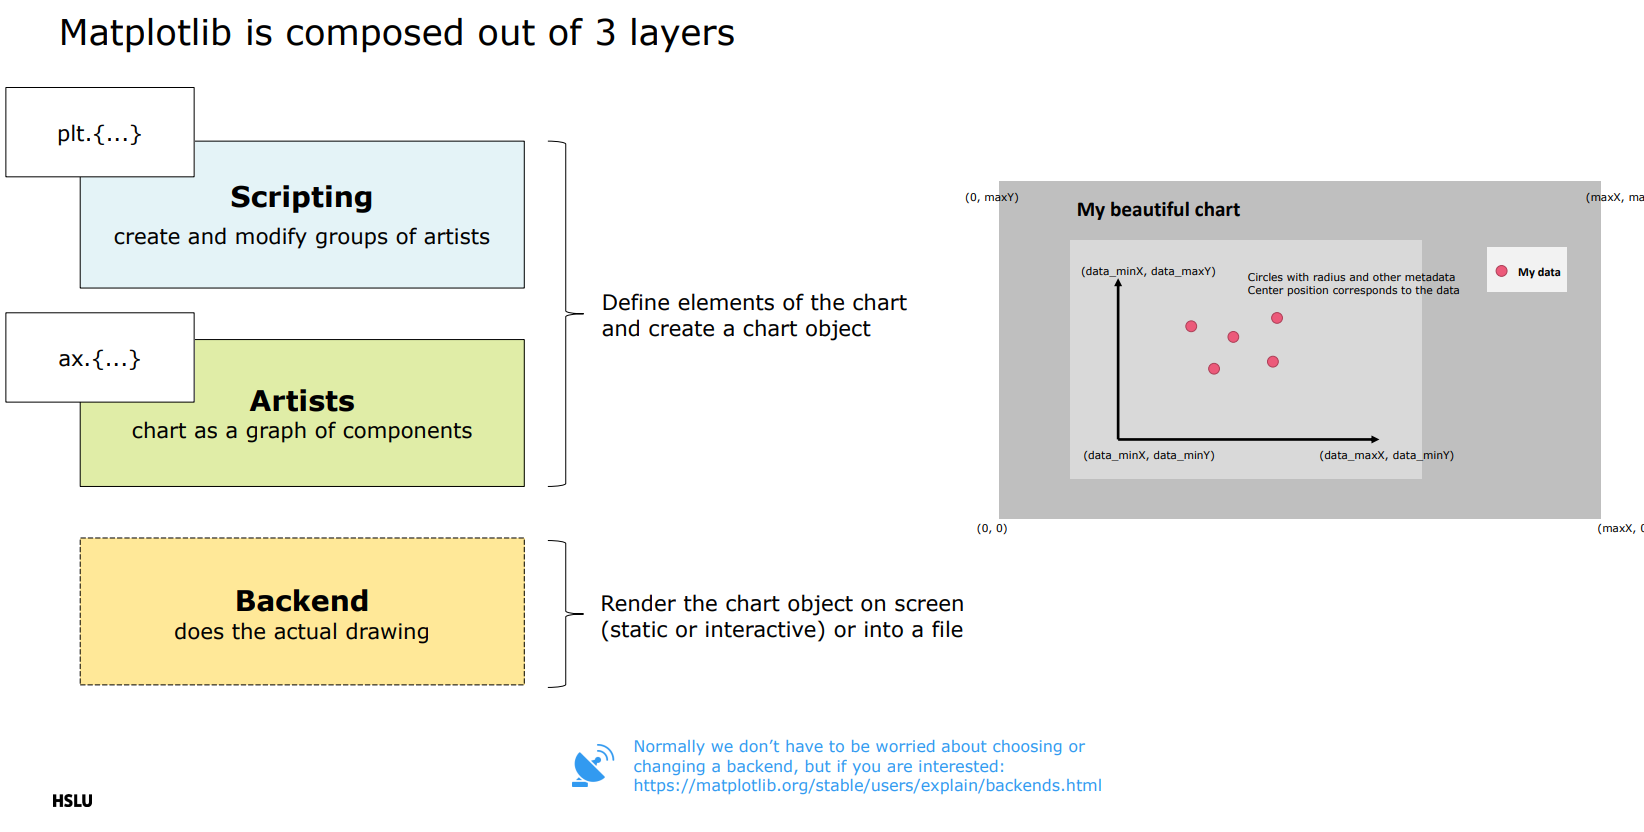 Matplotlib is composed out of 3 layers
plt.{...}
Scripting
create and modify groups of artists
ax.{...}
Artists
chart as a graph of components
Define elements of the chart
and create a chart object
Backend
does the actual drawing
Render the chart object on screen
(static or interactive) or into a file
(0, maxY)
(maxX, ma
My beautiful chart
My data
(data_minX, data_maxY)
Circles with radius and other metadata
Center position corresponds to the data
(data_minX, data_minY)
(data_maxX, data_minY)
(0, 0)
(maxX, 0
Normally we don’t have to be worried about choosing or
changing a backend, but if you are interested:
https://matplotlib.org/stable/users/explain/backends.html
HSLU